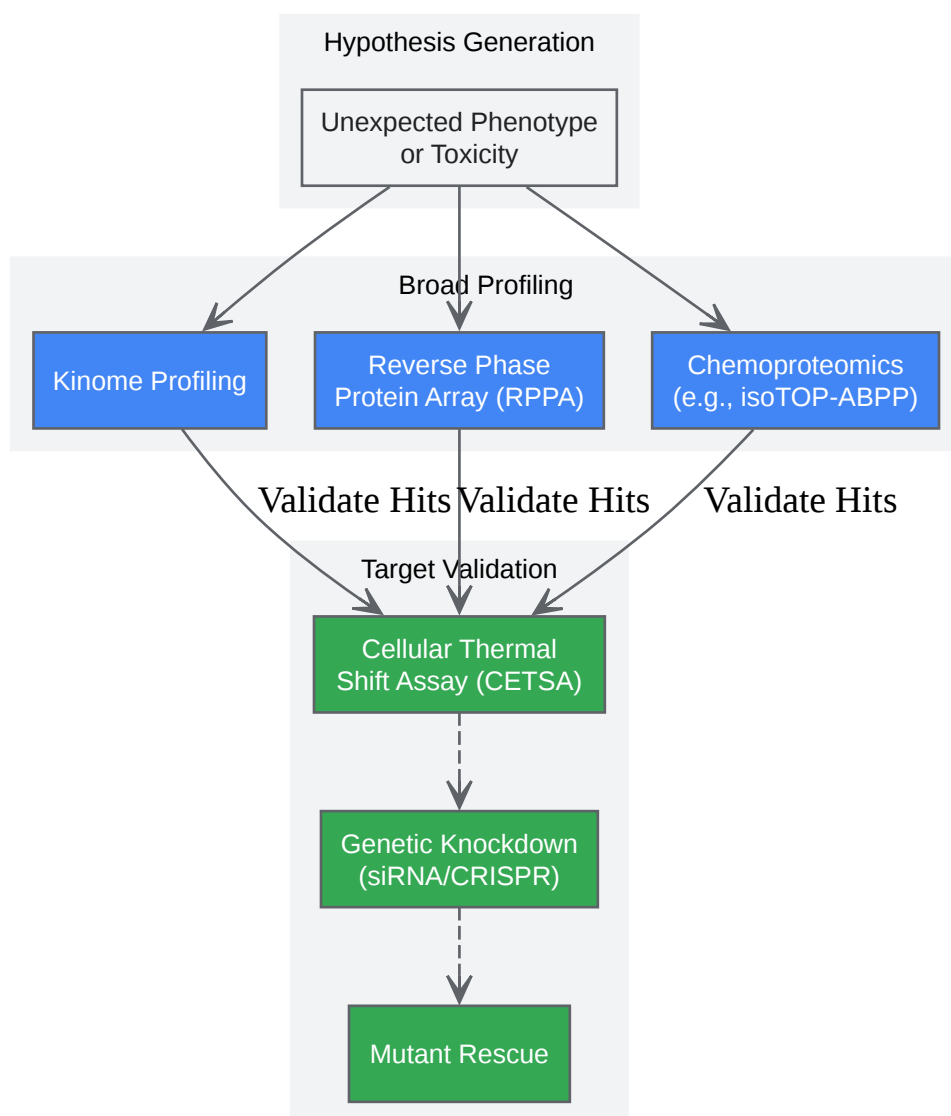 Hypothesis Generation
Unexpected Phenotype
or Toxicity
Broad Profiling
Kinome Profiling
Reverse Phase
Protein Array (RPPA)
Chemoproteomics
(e.g., isoTOP-ABPP)
Validate Hits
Validate Hits
Validate Hits
Target Validation
Cellular Thermal
Shift Assay (CETSA)
Genetic Knockdown
(siRNA/CRISPR)
Mutant Rescue